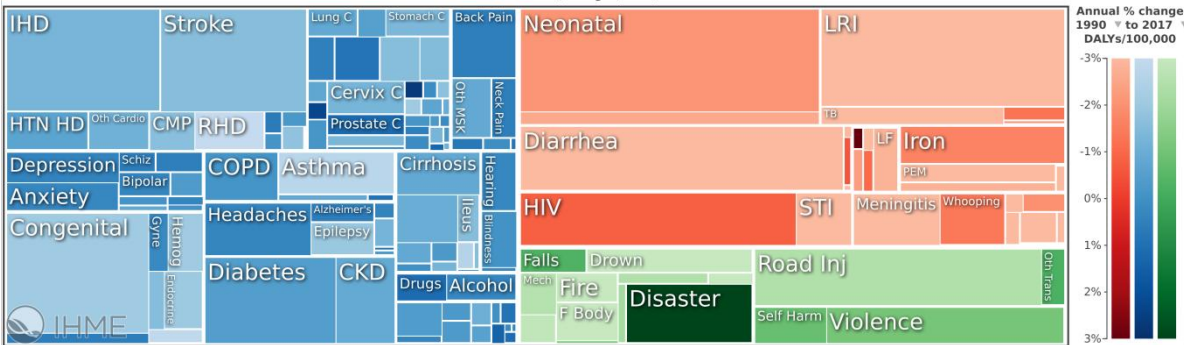 IHD
Stroke
Lung C
Stomach C
Back Pain
Cervix C
Oth MSK
Neck Pain
HTN HD
Oth Cardio
CMP
RHD
Prostate C
Neonatal
LRI
TB
Diarrhea
LF
Iron
PEM
HIV
STI
Meningitis
Whooping
Depression
Schiz
Bipolar
Anxiety
COPD
Asthma
Cirrhosis
Hearing
Headaches
Alzheimer's
Epilepsy
Ileus
Blindness
Congenital
Gyne
Hemog
Endocrine
Diabetes
CKD
Drugs
Alcohol
Falls
Drown
Mech
Fire
F Body
Disaster
Road Inj
Oth Trans
Self Harm
Violence
IHME
Annual % change
1990 ▼ to 2017 ▼
DALYs/100,000
-3%
-2%
-1%
0%
1%
2%
3%